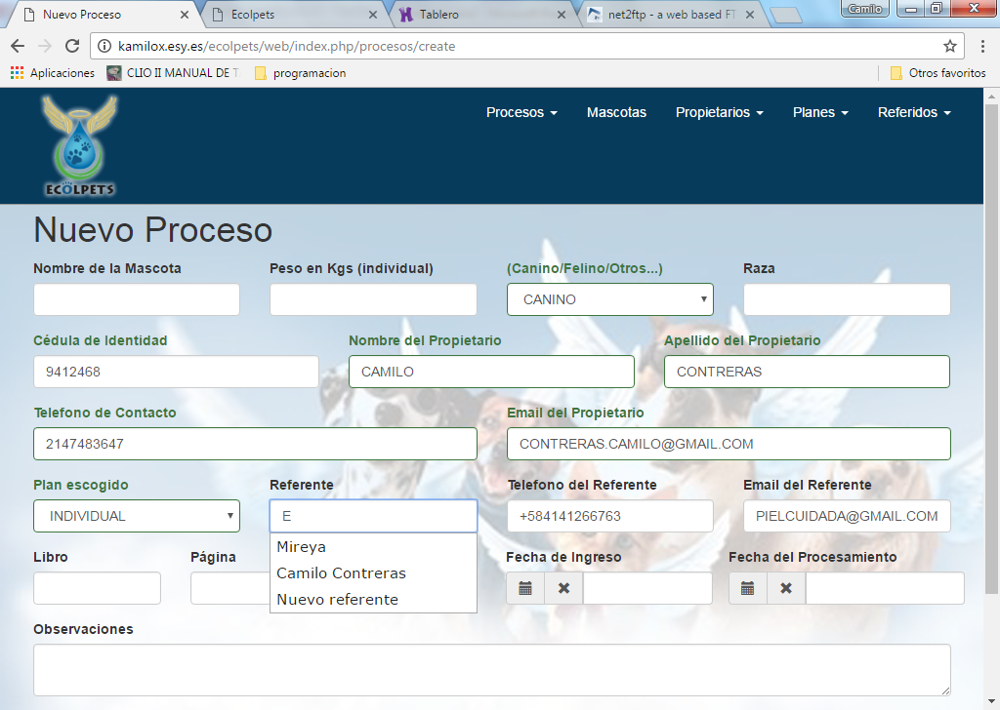 Nuevo Proceso
Ecolpets
Tablero
net2ftp - a web based FT
Camilo
kamilox.esy.es/ecolpets/web/index.php/procesos/create
Aplicaciones
CLIO II MANUAL DE T
programacion
Otros favoritos
ECOLPETS
Procesos
Mascotas
Propietarios
Planes
Referidos
Nuevo Proceso
Nombre de la Mascota
Peso en Kgs (individual)
(Canino/Felino/Otros...)
Raza
CANINO
Cédula de Identidad
Nombre del Propietario
Apellido del Propietario
9412468
CAMILO
CONTRERAS
Telefono de Contacto
Email del Propietario
2147483647
CONTRERAS.CAMILO@GMAIL.COM
Plan escogido
Referente
Telefono del Referente
Email del Referente
INDIVIDUAL
E
+584141266763
PIELCUIDADA@GMAIL.COM
Mireya
Camilo Contreras
Nuevo referente
Libro
Página
Fecha de Ingreso
Fecha del Procesamiento
Observaciones